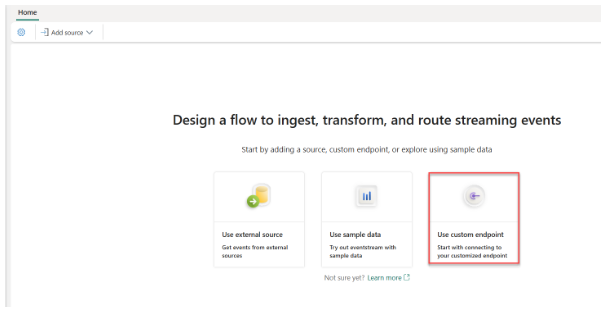 Home
Add source
Design a flow to ingest, transform, and route streaming events
Start by adding a source, custom endpoint, or explore using sample data
Use external source
Get events from external
sources
Use sample data
Try out eventstream with
sample data
Use custom endpoint
Start with connecting to
your customized endpoint
Not sure yet? Learn more